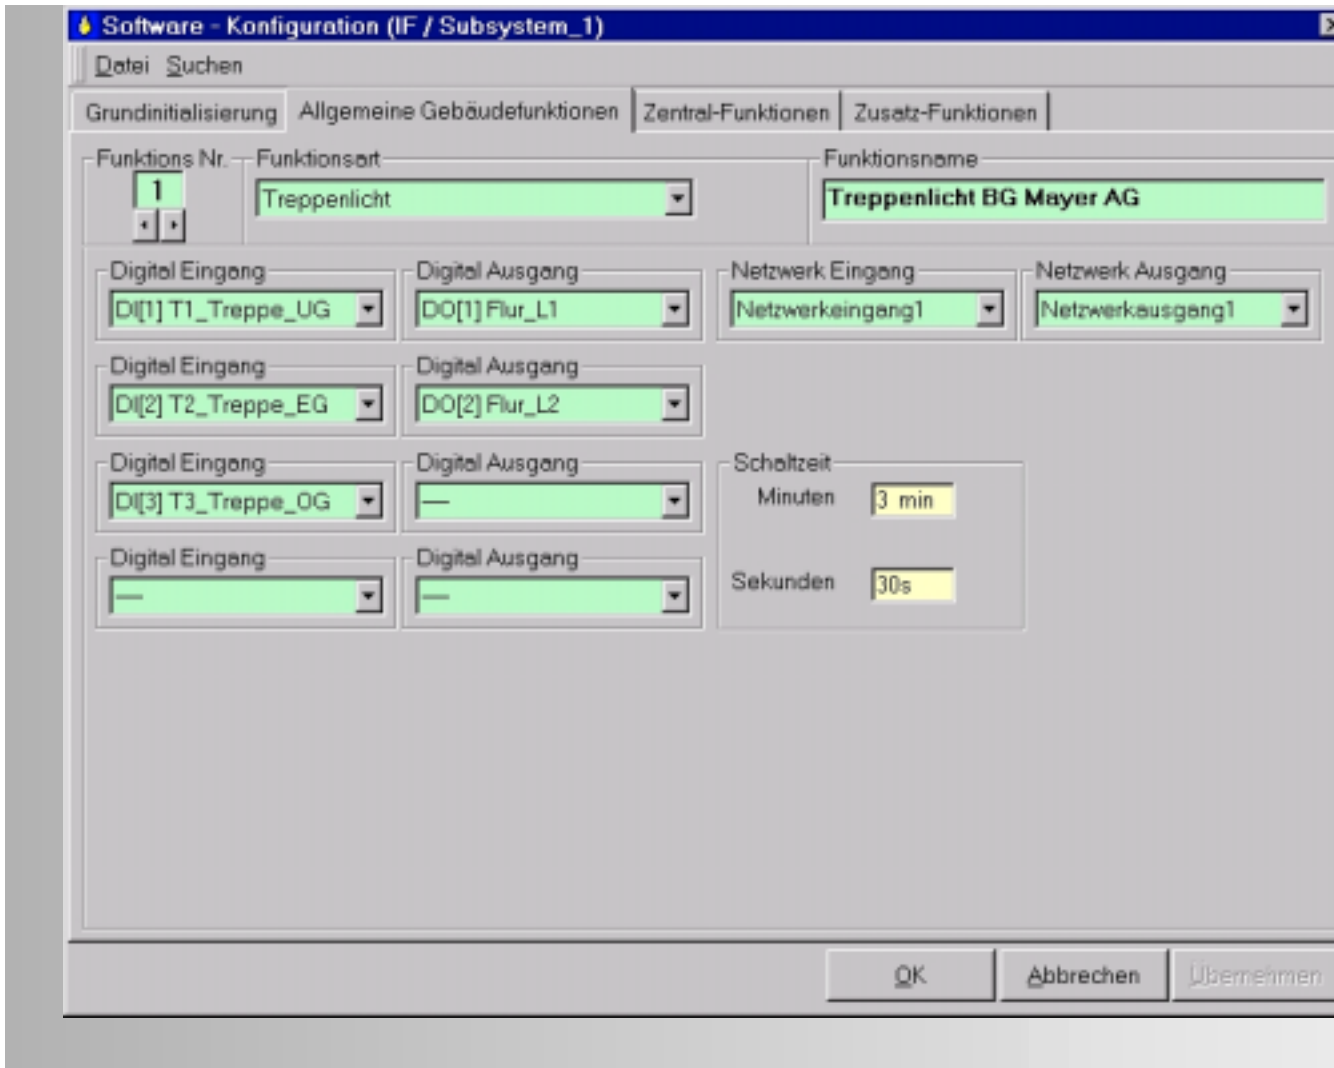 Software - Konfiguration (IF / Subsystem_1)
Datei Suchen
Grundinitialisierung Allgemeine Gebäudefunktionen Zentral-Funktionen Zusatz-Funktionen
Funktions Nr. Funktionsart Funktionsname
1 Treppenlicht Treppenlicht BG Mayer AG
Digital Eingang Digital Ausgang Netzwerk Eingang Netzwerk Ausgang
DI[1] T1_Treppe_UG DO[1] Flur_L1 Netzwerkeingang1 Netzwerkausgang1
Digital Eingang Digital Ausgang
DI[2] T2_Treppe_EG DO[2] Flur_L2
Digital Eingang Digital Ausgang Schaltzeit
DI[3] T3_Treppe_OG --- Minuten 3 min
Digital Eingang Digital Ausgang
--- --- Sekunden 30s
OK Abbrechen Übernehmen